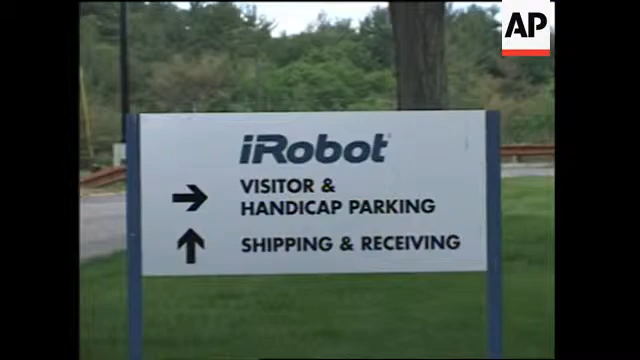 AP
iRobot
VISITOR &
HANDICAP PARKING
SHIPPING & RECEIVING